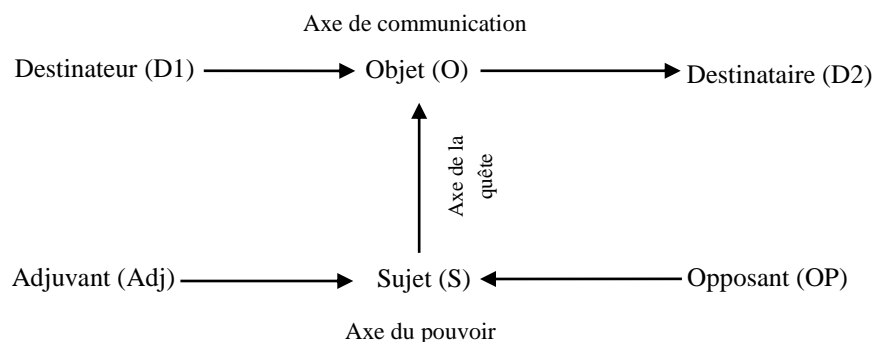 Axe de communication
Destinateur (D1) Objet (O) Destinataire (D2)
Axe de la
quête
Adjuvant (Adj) Sujet (S) Opposant (OP)
Axe du pouvoir